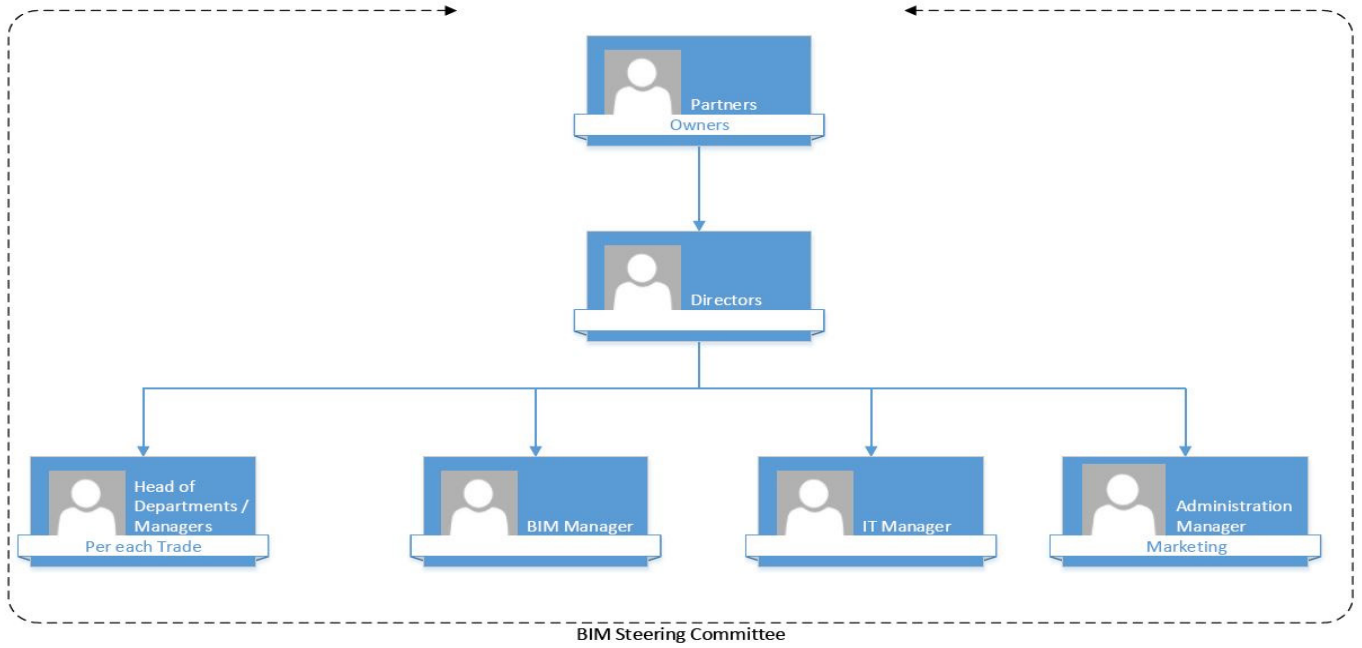 Partners
Owners
Directors
Head of
Departments /
Managers
Per each Trade
BIM Manager
IT Manager
Administration
Manager
Marketing
BIM Steering Committee